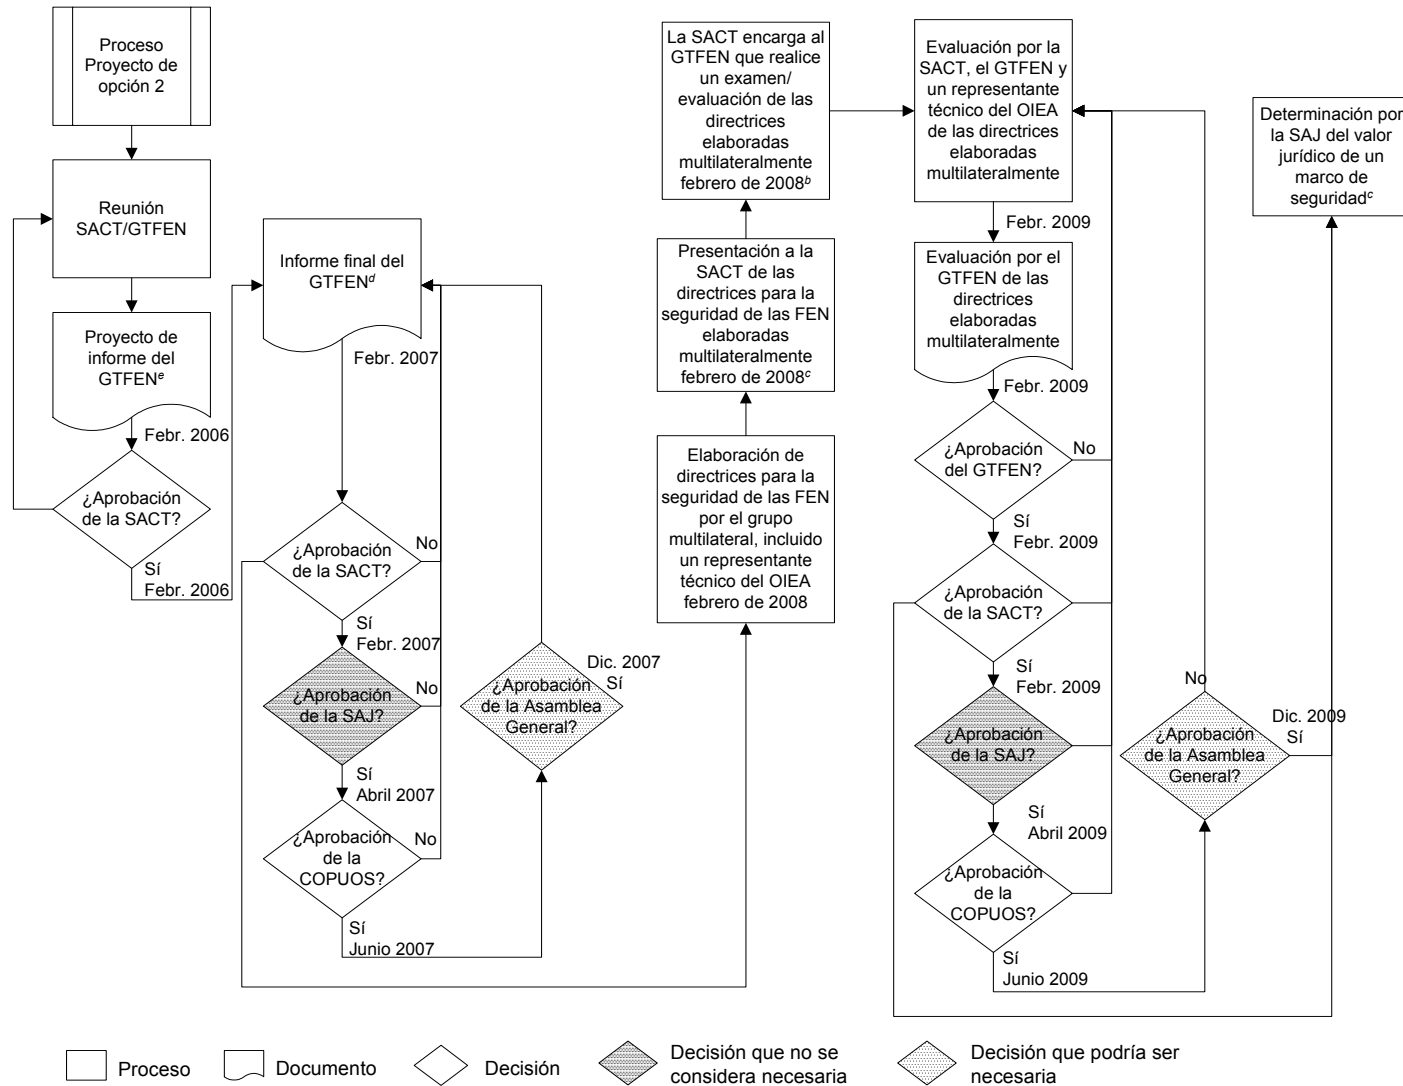 Proceso
Proyecto de
opción 2
Reunión
SACT/GTFEN
Proyecto de
informe del
GTFENe
Febr. 2006
¿Aprobación
de la SACT?
Sí
Febr. 2006
Informe final del
GTFENd
Febr. 2007
¿Aprobación
de la SACT?
No
Sí
Febr. 2007
¿Aprobación
de la SAJ?
No
Sí
Abril 2007
¿Aprobación
de la
COPUOS?
No
Sí
Junio 2007
Dic. 2007
Sí
¿Aprobación
de la Asamblea
General?
La SACT encarga al
GTFEN que realice
un examen/
evaluación de las
directrices
elaboradas
multilateralmente
febrero de 2008b
Presentación a la
SACT de las
directrices para la
seguridad de las FEN
elaboradas
multilateralmente
febrero de 2008c
Elaboración de
directrices para la
seguridad de las FEN
por el grupo
multilateral, incluido
un representante
técnico del OIEA
febrero de 2008
Evaluación por la
SACT, el GTFEN y
un representante
técnico del OIEA
de las directrices
elaboradas
multilateralmente
Febr. 2009
Evaluación por el
GTFEN de las
directrices
elaboradas
multilateralmente
Febr. 2009
¿Aprobación
del GTFEN?
No
Sí
Febr. 2009
¿Aprobación
de la SACT?
Sí
Febr. 2009
¿Aprobación
de la SAJ?
Sí
Abril 2009
¿Aprobación
de la
COPUOS?
Sí
Junio 2009
No
¿Aprobación
de la Asamblea
General?
Dic. 2009
Sí
Determinación por
la SAJ del valor
jurídico de un
marco de
seguridadc
Proceso
Documento
Decisión
Decisión que no se
considera necesaria
Decisión que podría ser
necesaria